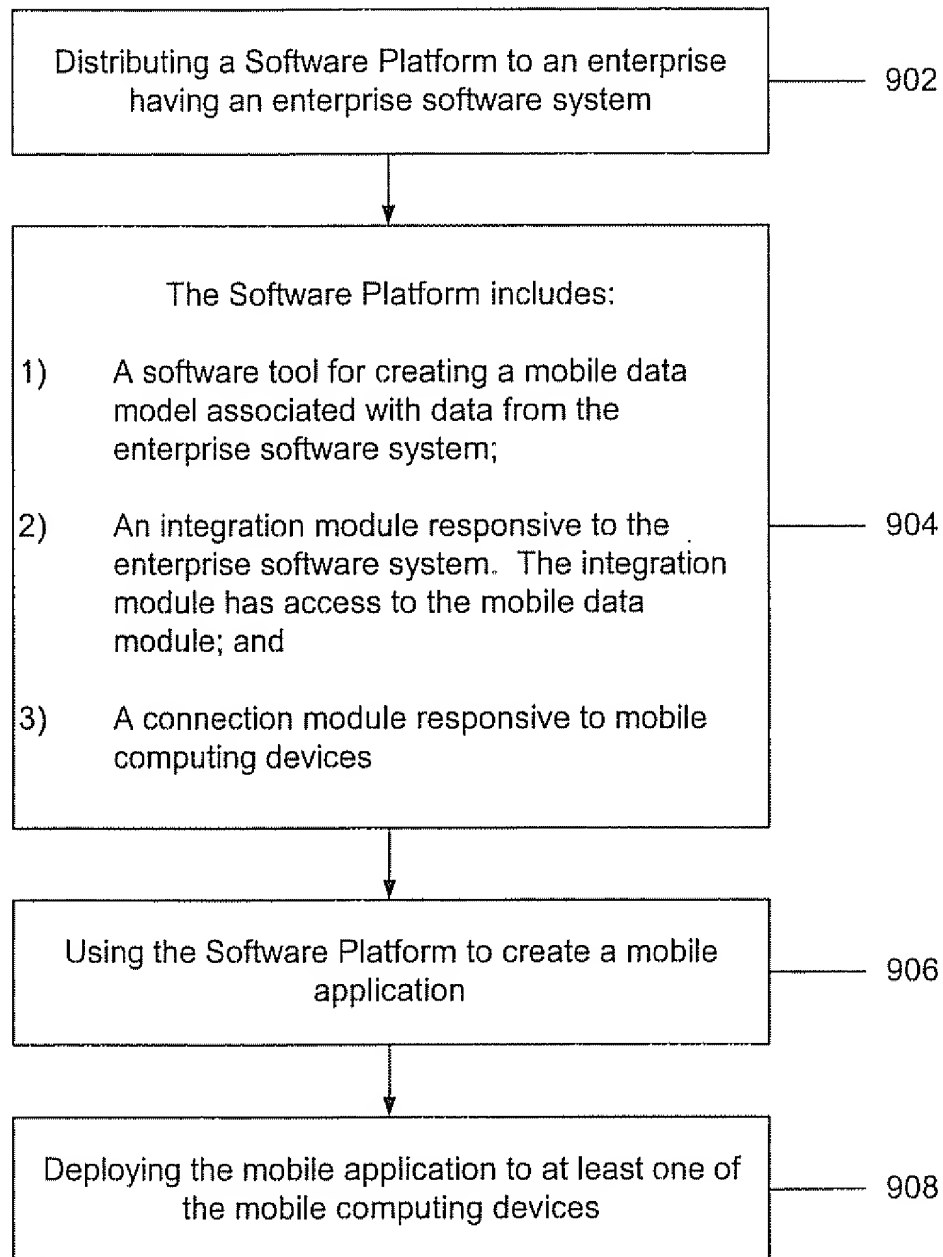 Distributing a Software Platform to an enterprise
having an enterprise software system
902
The Software Platform includes:
1) A software tool for creating a mobile data
model associated with data from the
enterprise software system;
2) An integration module responsive to the
enterprise software system. The integration
module has access to the mobile data
module; and
3) A connection module responsive to mobile
computing devices
904
Using the Software Platform to create a mobile
application
906
Deploying the mobile application to at least one of
the mobile computing devices
908